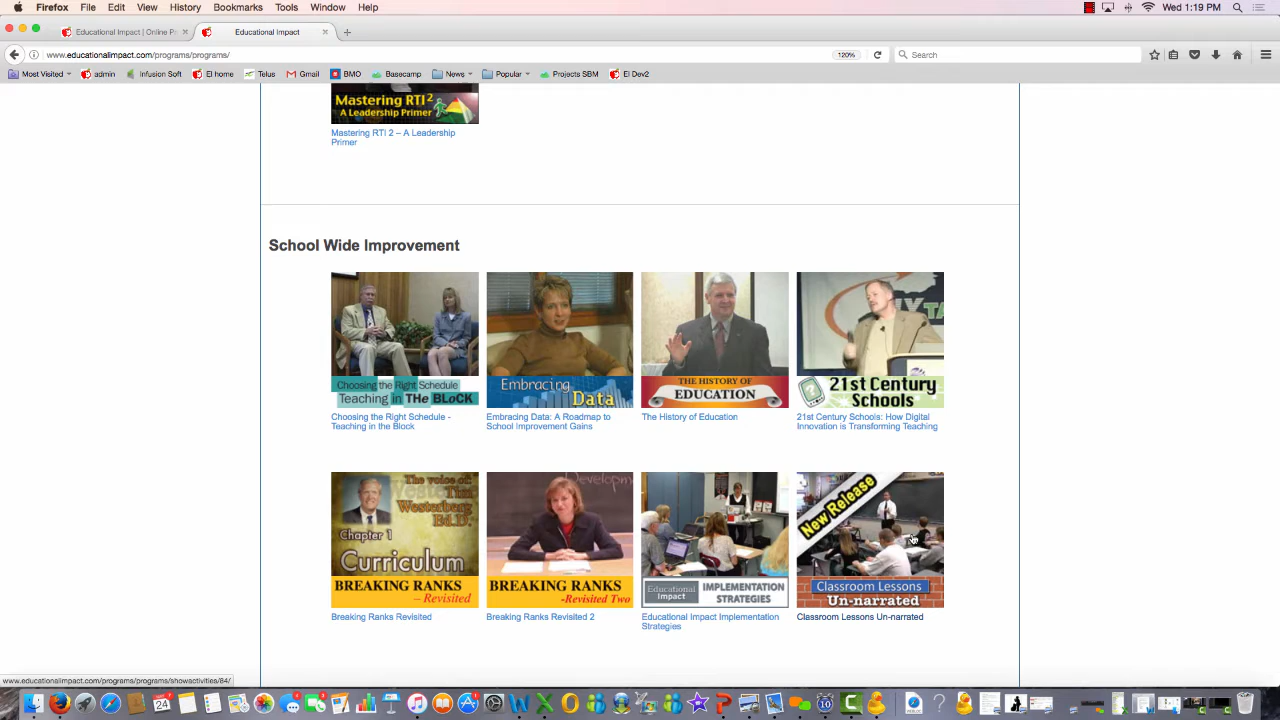 Firefox File Edit View History Bookmarks Tools Window Help
Wed 1:19 PM
Educational Impact | Online Pr
Educational Impact
www.educationalimpact.com/programs/programs/
120%
Search
Most Visited
admin
Infusion Soft
EI home
Telus
Gmail
BMO
Basecamp
News
Popular
Projects SBM
EI Dev2
Mastering RTI 2
A Leadership Primer
Mastering RTI 2 – A Leadership
Primer
School Wide Improvement
Choosing the Right Schedule
Teaching in THe BLoCK
Embracing
Data
THE HISTORY OF
EDUCATION
21st Century
Schools
Choosing the Right Schedule -
Teaching in the Block
Embracing Data: A Roadmap to
School Improvement Gains
The History of Education
21st Century Schools: How Digital
Innovation is Transforming Teaching
The voice of:
Tim
Westerberg
Ed.D.
Chapter 1
Curriculum
BREAKING RANKS
– Revisited
Developm
BREAKING RANKS
-Revisited Two
Educational
Impact
IMPLEMENTATION
STRATEGIES
New Release
Classroom Lessons
Un-narrated
Breaking Ranks Revisited
Breaking Ranks Revisited 2
Educational Impact Implementation
Strategies
Classroom Lessons Un-narrated
www.educationalimpact.com/programs/programs/showactivities/84/
24